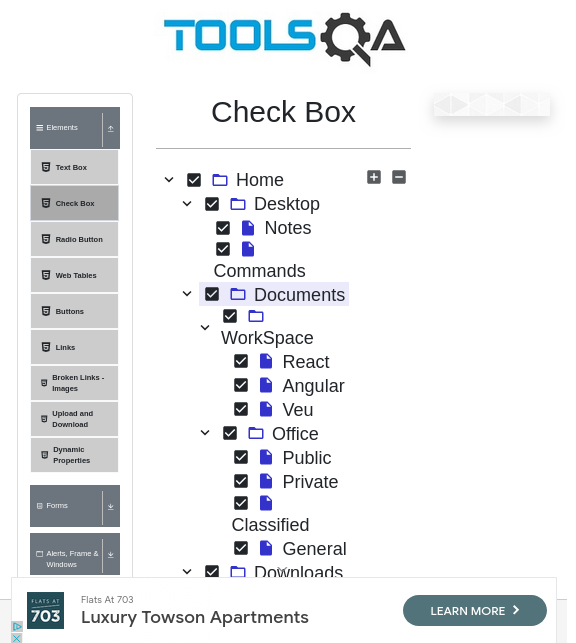 TOOLSQA
Check Box
Elements
Text Box
Check Box
Radio Button
Web Tables
Buttons
Links
Broken Links -
Images
Upload and
Download
Dynamic
Properties
Forms
Alerts, Frame &
Windows
Home
Desktop
Notes
Commands
Documents
WorkSpace
React
Angular
Veu
Office
Public
Private
Classified
General
Downloads
FLATS AT
703
Flats At 703
Luxury Towson Apartments
LEARN MORE